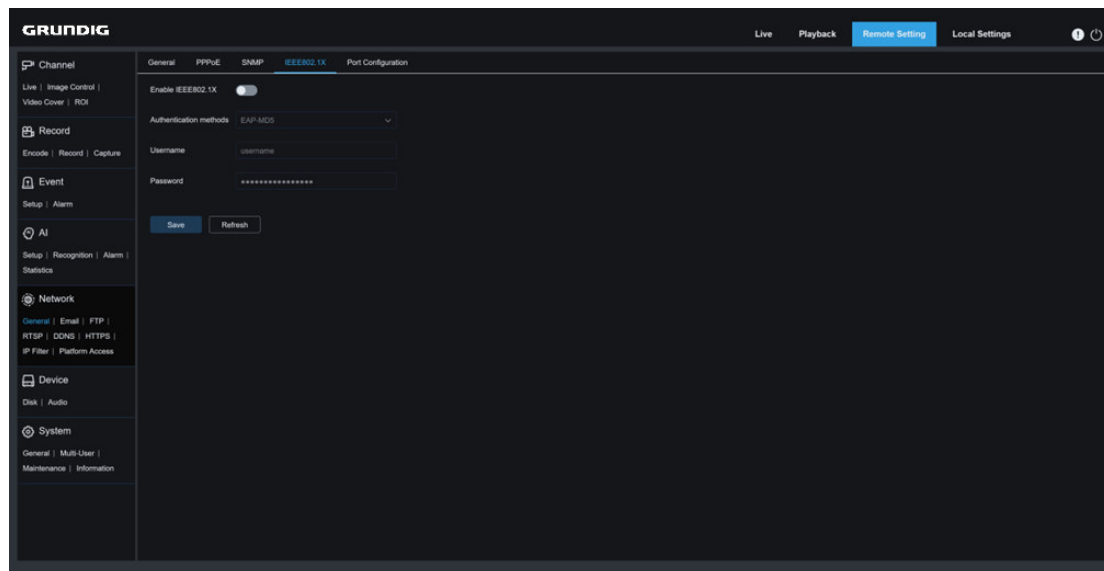 GRUNDIG
Live Playback Remote Setting Local Settings
Channel
Live | Image Control |
Video Cover | ROI
Record
Encode | Record | Capture
Event
Setup | Alarm
AI
Setup | Recognition | Alarm |
Statistics
Network
General | Email | FTP |
RTSP | DDNS | HTTPS |
IP Filter | Platform Access
Device
Disk | Audio
System
General | Multi-User |
Maintenance | Information
General PPPoE SNMP IEEE802.1X Port Configuration
Enable IEEE802.1X
Authentication methods EAP-MD5
Username username
Password ****************
Save Refresh